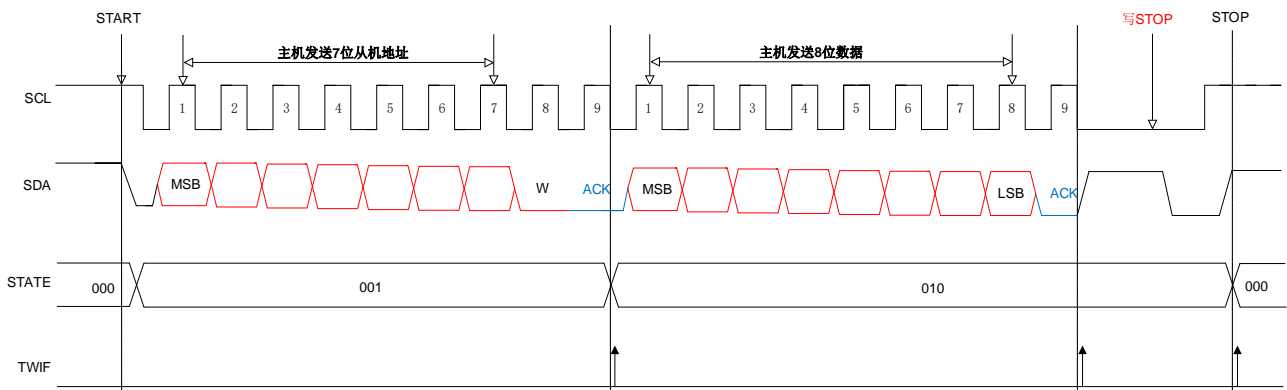 START
写STOP
STOP
主机发送7位从机地址
主机发送8位数据
SCL
1 2 3 4 5 6 7 8 9 1 2 3 4 5 6 7 8 9
SDA
MSB W ACK MSB LSB ACK
STATE
000 001 010 000
TWIF